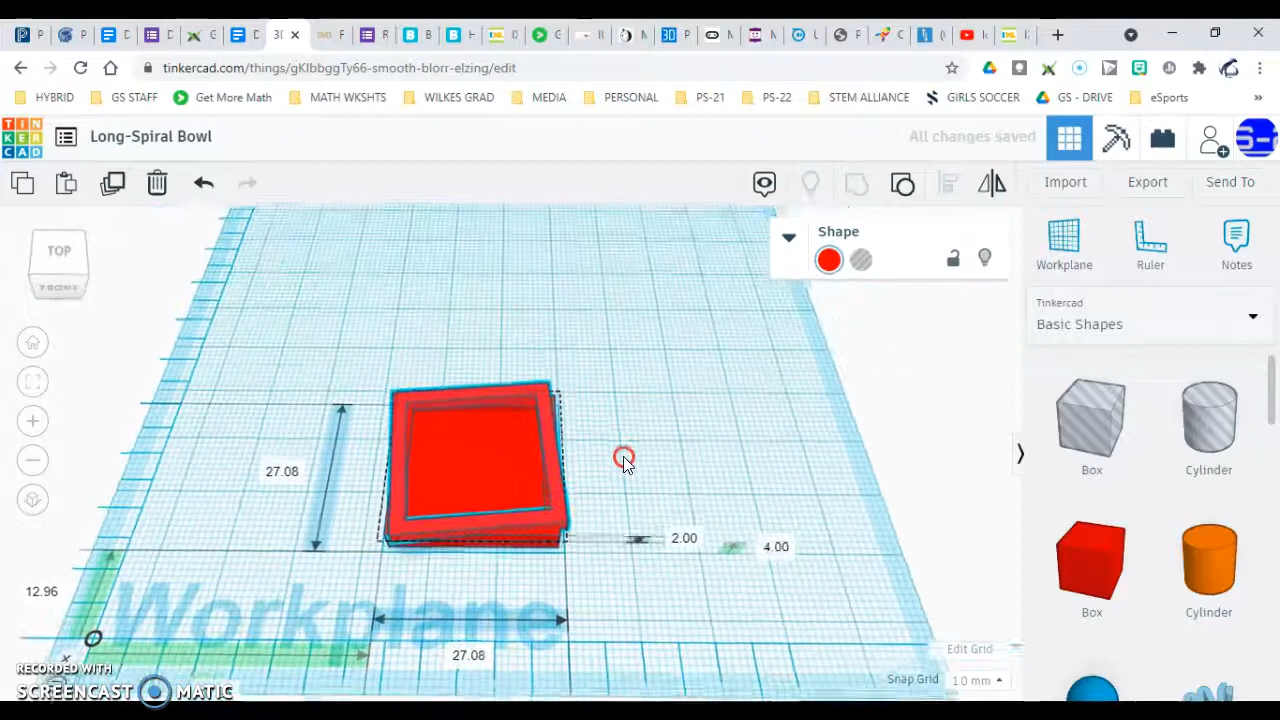 tinkercad.com/things/gKlbbggTy66-smooth-blorr-elzing/edit
HYBRID GS STAFF Get More Math MATH WKSHTS WILKES GRAD MEDIA PERSONAL PS-21 PS-22 STEM ALLIANCE GIRLS SOCCER GS - DRIVE eSports »
TIN
KER
CAD
Long-Spiral Bowl
All changes saved
Import
Export
Send To
TOP
FRONT
Shape
Workplane
Ruler
Notes
Tinkercad
Basic Shapes
Box
Cylinder
Box
Cylinder
27.08
2.00
4.00
12.96
Workplane
27.08
Edit Grid
Snap Grid
1.0 mm
RECORDED WITH
SCREENCAST MATIC